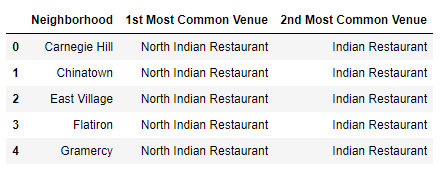 Neighborhood 1st Most Common Venue 2nd Most Common Venue
0 Carnegie Hill North Indian Restaurant Indian Restaurant
1 Chinatown North Indian Restaurant Indian Restaurant
2 East Village North Indian Restaurant Indian Restaurant
3 Flatiron North Indian Restaurant Indian Restaurant
4 Gramercy North Indian Restaurant Indian Restaurant